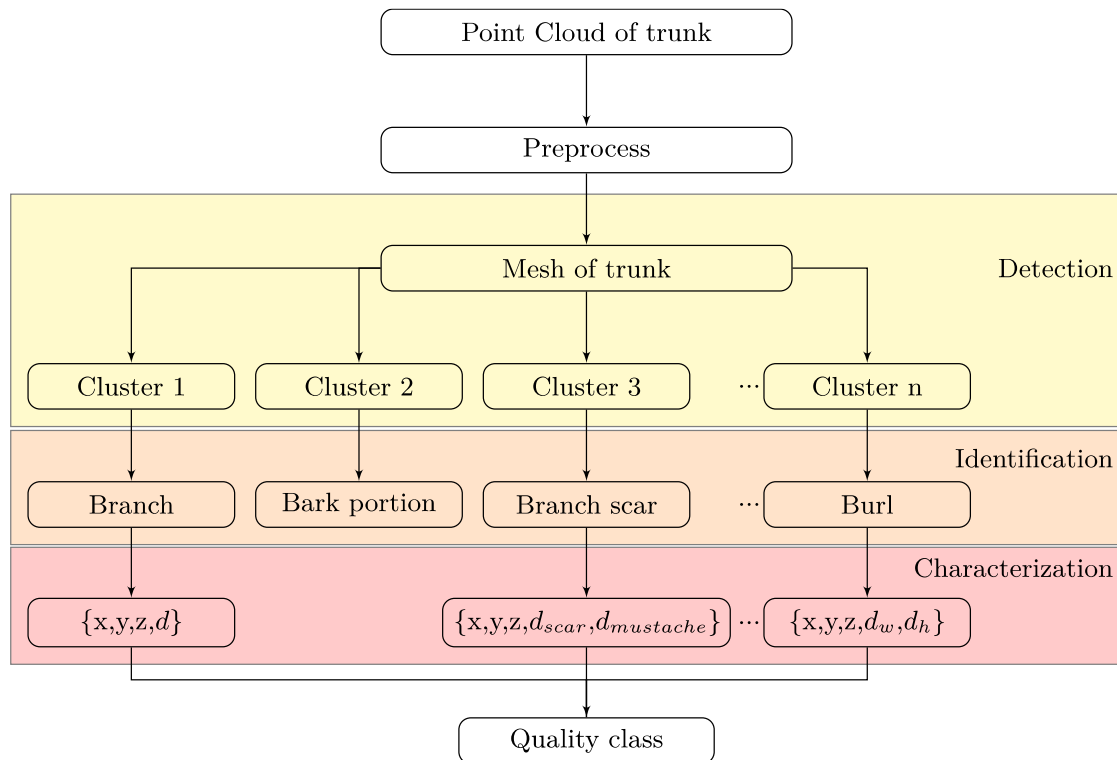 Point Cloud of trunk
Preprocess
Mesh of trunk
Detection
Cluster 1 Cluster 2 Cluster 3 ... Cluster n
Identification
Branch Bark portion Branch scar ... Burl
Characterization
{x,y,z,d} {x,y,z,d_scar,d_mustache} ... {x,y,z,d_w,d_h}
Quality class